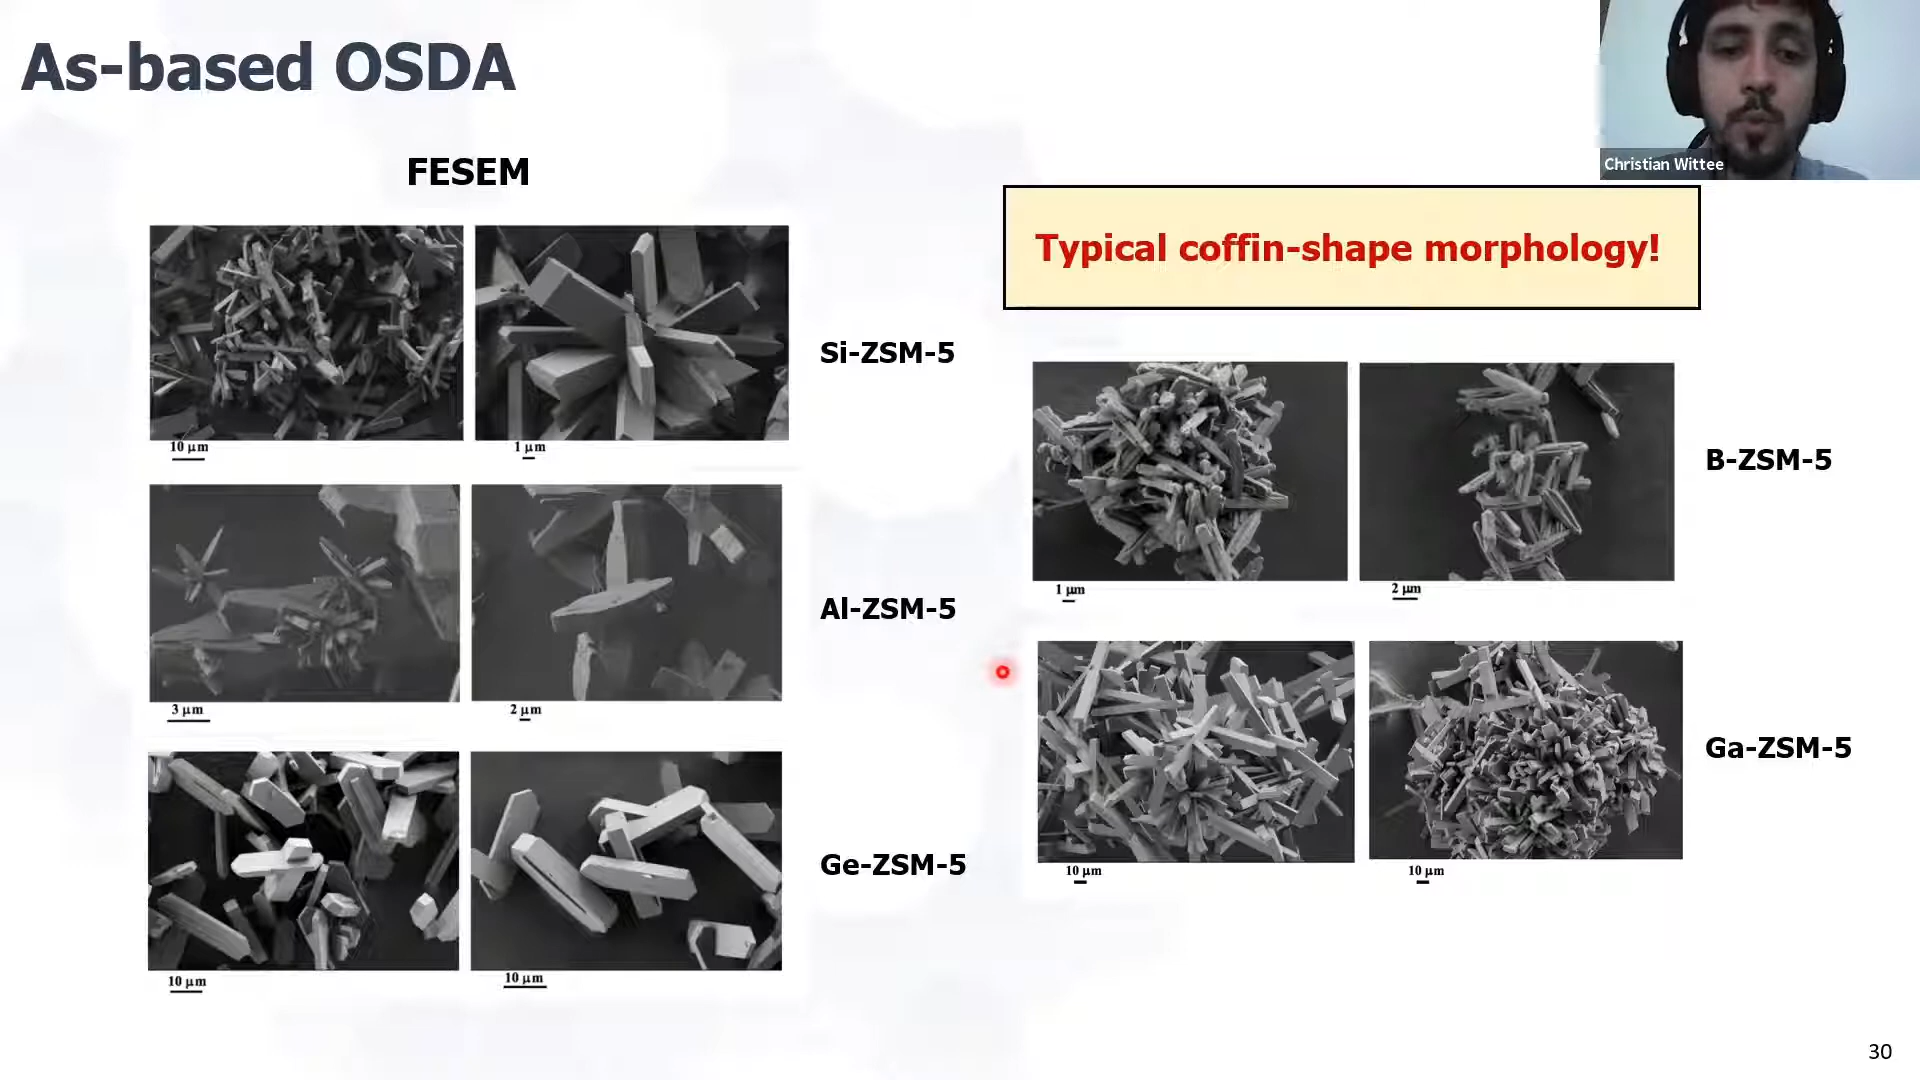 As-based OSDA
Christian Wittee
FESEM
Typical coffin-shape morphology!
10 μm
1 μm
Si-ZSM-5
3 μm
2 μm
Al-ZSM-5
10 μm
10 μm
Ge-ZSM-5
1 μm
2 μm
B-ZSM-5
10 μm
10 μm
Ga-ZSM-5
30